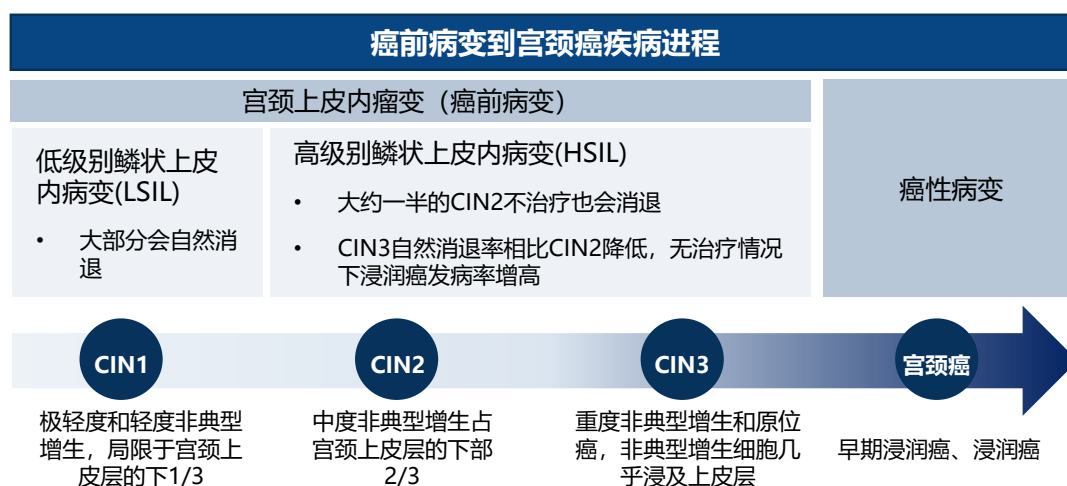 癌前病变到宫颈癌疾病进程
宫颈上皮内瘤变（癌前病变）
低级别鳞状上皮
内病变(LSIL)
• 大部分会自然消
退
高级别鳞状上皮内病变(HSIL)
• 大约一半的CIN2不治疗也会消退
• CIN3自然消退率相比CIN2降低，无治疗情况
下浸润癌发病率增高
癌性病变
CIN1
CIN2
CIN3
宫颈癌
极轻度和轻度非典型
增生，局限于宫颈上
皮层的下1/3
中度非典型增生占
宫颈上皮层的下部
2/3
重度非典型增生和原位
癌，非典型增生细胞几
乎浸及上皮层
早期浸润癌、浸润癌